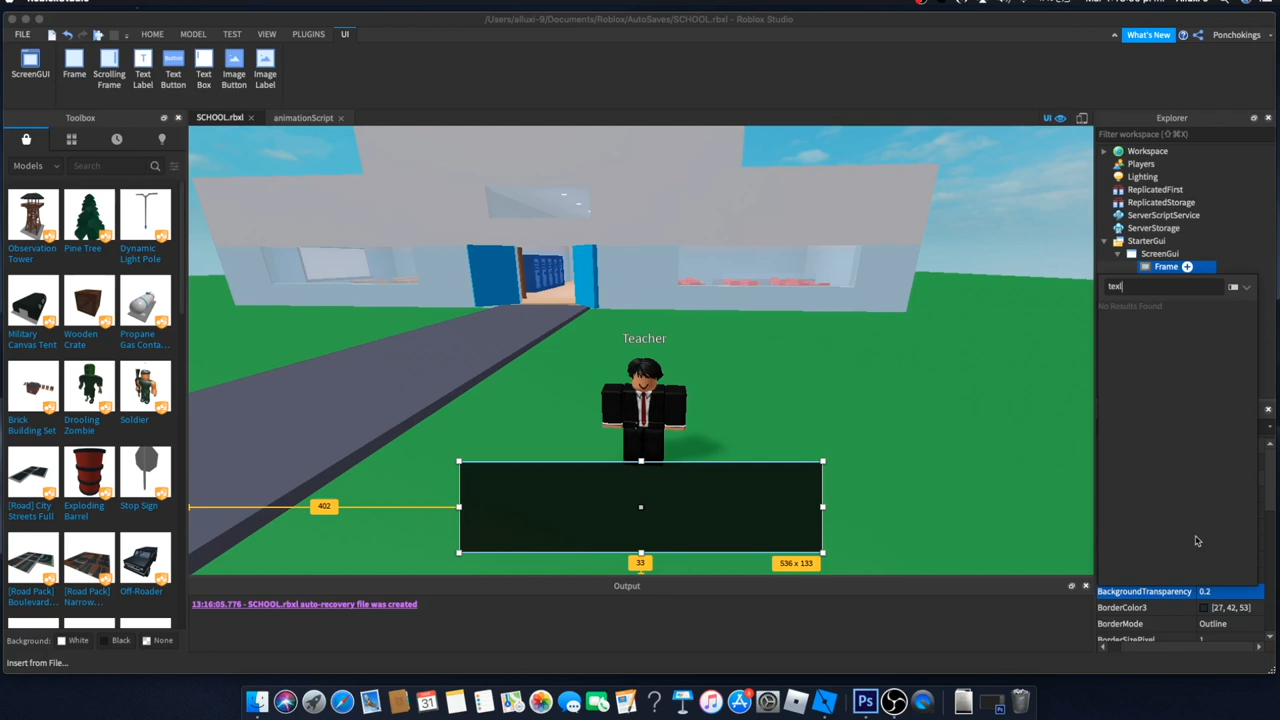 /Users/alluxi-9/Documents/Roblox/AutoSaves/SCHOOL.rbxl - Roblox Studio
FILE HOME MODEL TEST VIEW PLUGINS UI
What's New
Ponchokings
ScreenGUI
Frame
Scrolling
Frame
Text
Label
Text
Button
Text
Box
Image
Button
Image
Label
Toolbox
SCHOOL.rbxl
animationScript
UI
Explorer
Filter workspace (⇧⌘X)
Models
Search
Observation
Tower
Pine Tree
Dynamic
Light Pole
Military
Canvas Tent
Wooden
Crate
Propane
Gas Conta...
Brick
Building Set
Drooling
Zombie
Soldier
[Road] City
Streets Full
Exploding
Barrel
Stop Sign
[Road Pack]
Boulevard...
[Road Pack]
Narrow...
Off-Roader
Background: White Black None
Insert from File...
Teacher
402
33
536 x 133
Output
13:16:05.776 - SCHOOL.rbxl auto-recovery file was created
Workspace
Players
Lighting
ReplicatedFirst
ReplicatedStorage
ServerScriptService
ServerStorage
StarterGui
ScreenGui
Frame
texl
No Results Found
BackgroundTransparency 0.2
BorderColor3 [27, 42, 53]
BorderMode Outline
BorderSizePixel 1